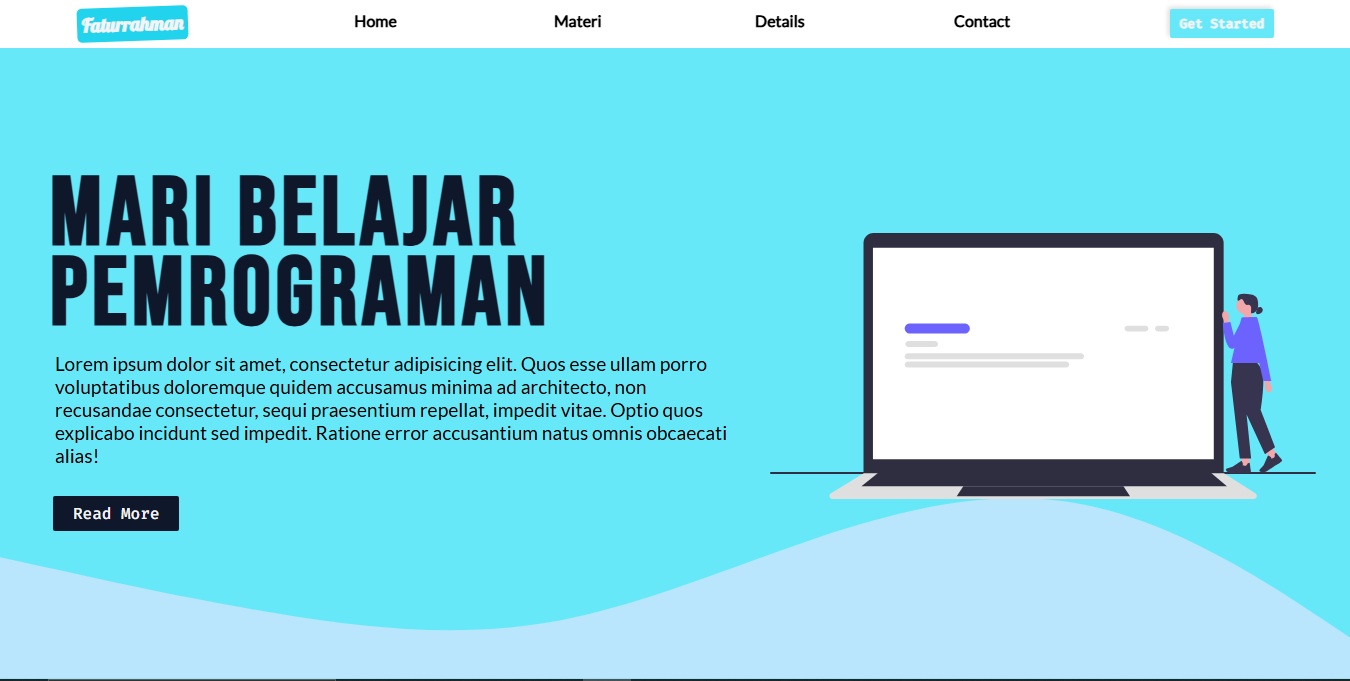 Faturrahman
Home
Materi
Details
Contact
Get Started
MARI BELAJAR
PEMROGRAMAN
Lorem ipsum dolor sit amet, consectetur adipisicing elit. Quos esse ullam porro
voluptatibus doloremque quidem accusamus minima ad architecto, non
recusandae consectetur, sequi praesentium repellat, impedit vitae. Optio quos
explicabo incidunt sed impedit. Ratione error accusantium natus omnis obcaecati
alias!
Read More